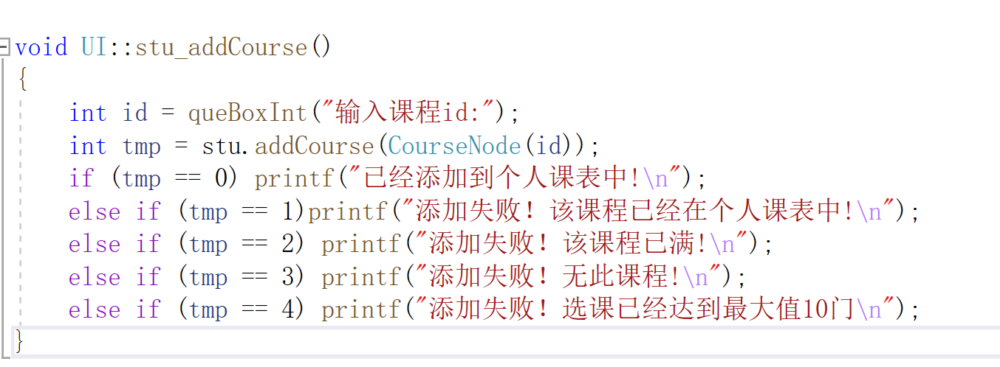 void UI::stu_addCourse()
{
int id = queBoxInt("输入课程id:");
int tmp = stu.addCourse(CourseNode(id));
if (tmp == 0) printf("已经添加到个人课表中!\n");
else if (tmp == 1)printf("添加失败！该课程已经在个人课表中!\n");
else if (tmp == 2) printf("添加失败！该课程已满!\n");
else if (tmp == 3) printf("添加失败！无此课程!\n");
else if (tmp == 4) printf("添加失败！选课已经达到最大值10门\n");
}